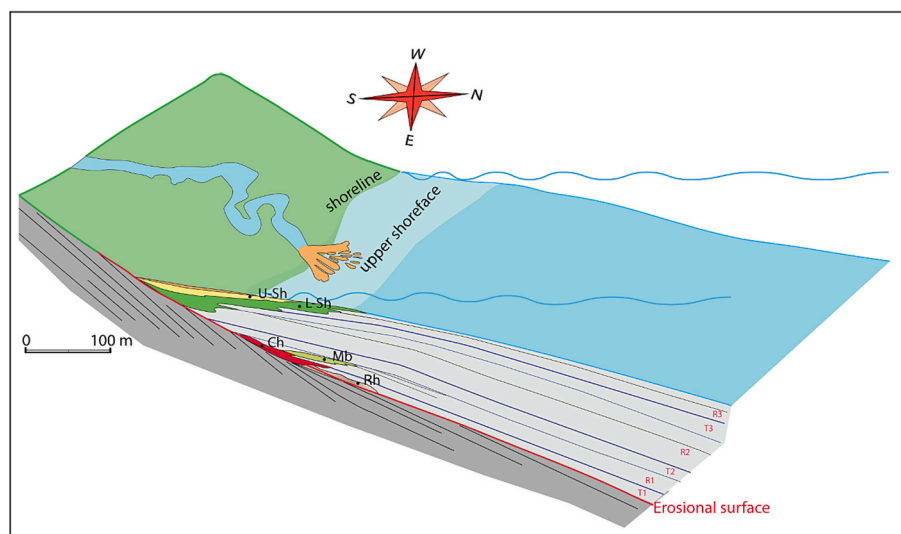 W
S
N
E
shoreline
upper shoreface
U-Sh
L-Sh
Ch
Mb
Rh
0 100 m
R3
T3
R2
T2
R1
T1
Erosional surface